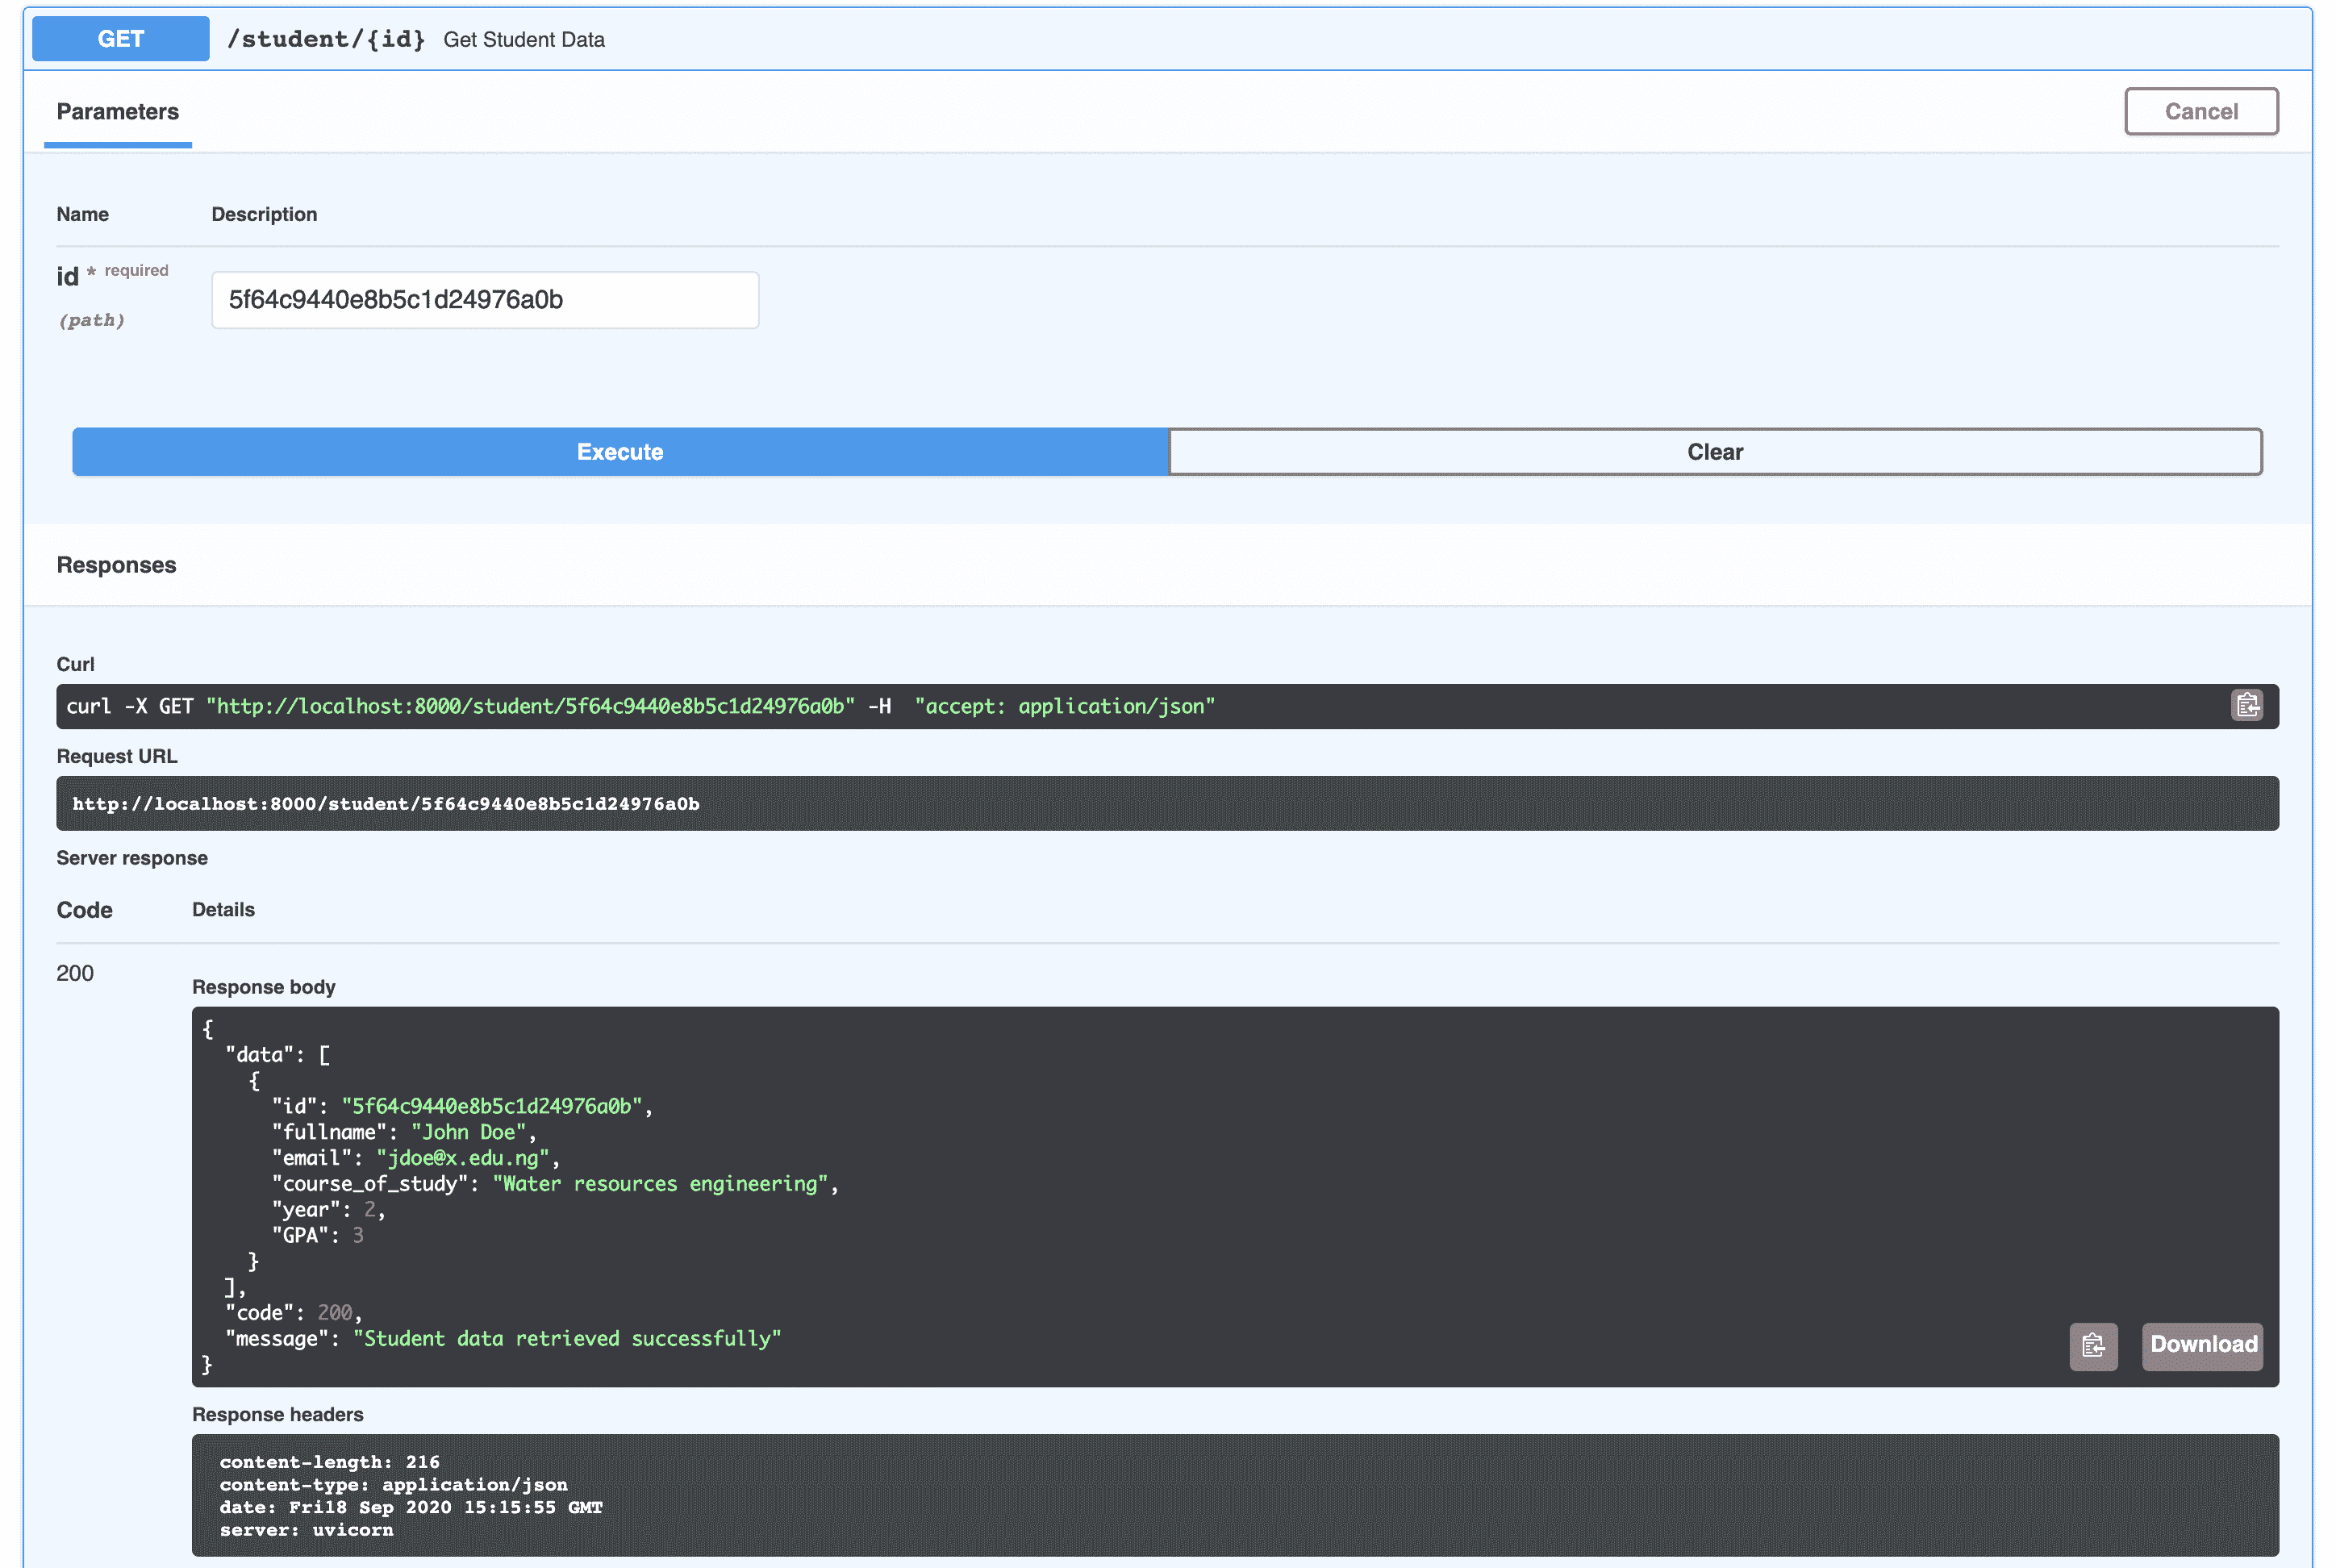 GET /student/{id} Get Student Data
Parameters
Cancel
Name Description
id * required
(path)
5f64c9440e8b5c1d24976a0b
Execute Clear
Responses
Curl
curl -X GET "http://localhost:8000/student/5f64c9440e8b5c1d24976a0b" -H  "accept: application/json"
Request URL
http://localhost:8000/student/5f64c9440e8b5c1d24976a0b
Server response
Code Details
200
Response body
{
  "data": [
    {
      "id": "5f64c9440e8b5c1d24976a0b",
      "fullname": "John Doe",
      "email": "jdoe@x.edu.ng",
      "course_of_study": "Water resources engineering",
      "year": 2,
      "GPA": 3
    }
  ],
  "code": 200,
  "message": "Student data retrieved successfully"
}
Download
Response headers
content-length: 216
content-type: application/json
date: Fri18 Sep 2020 15:15:55 GMT
server: uvicorn